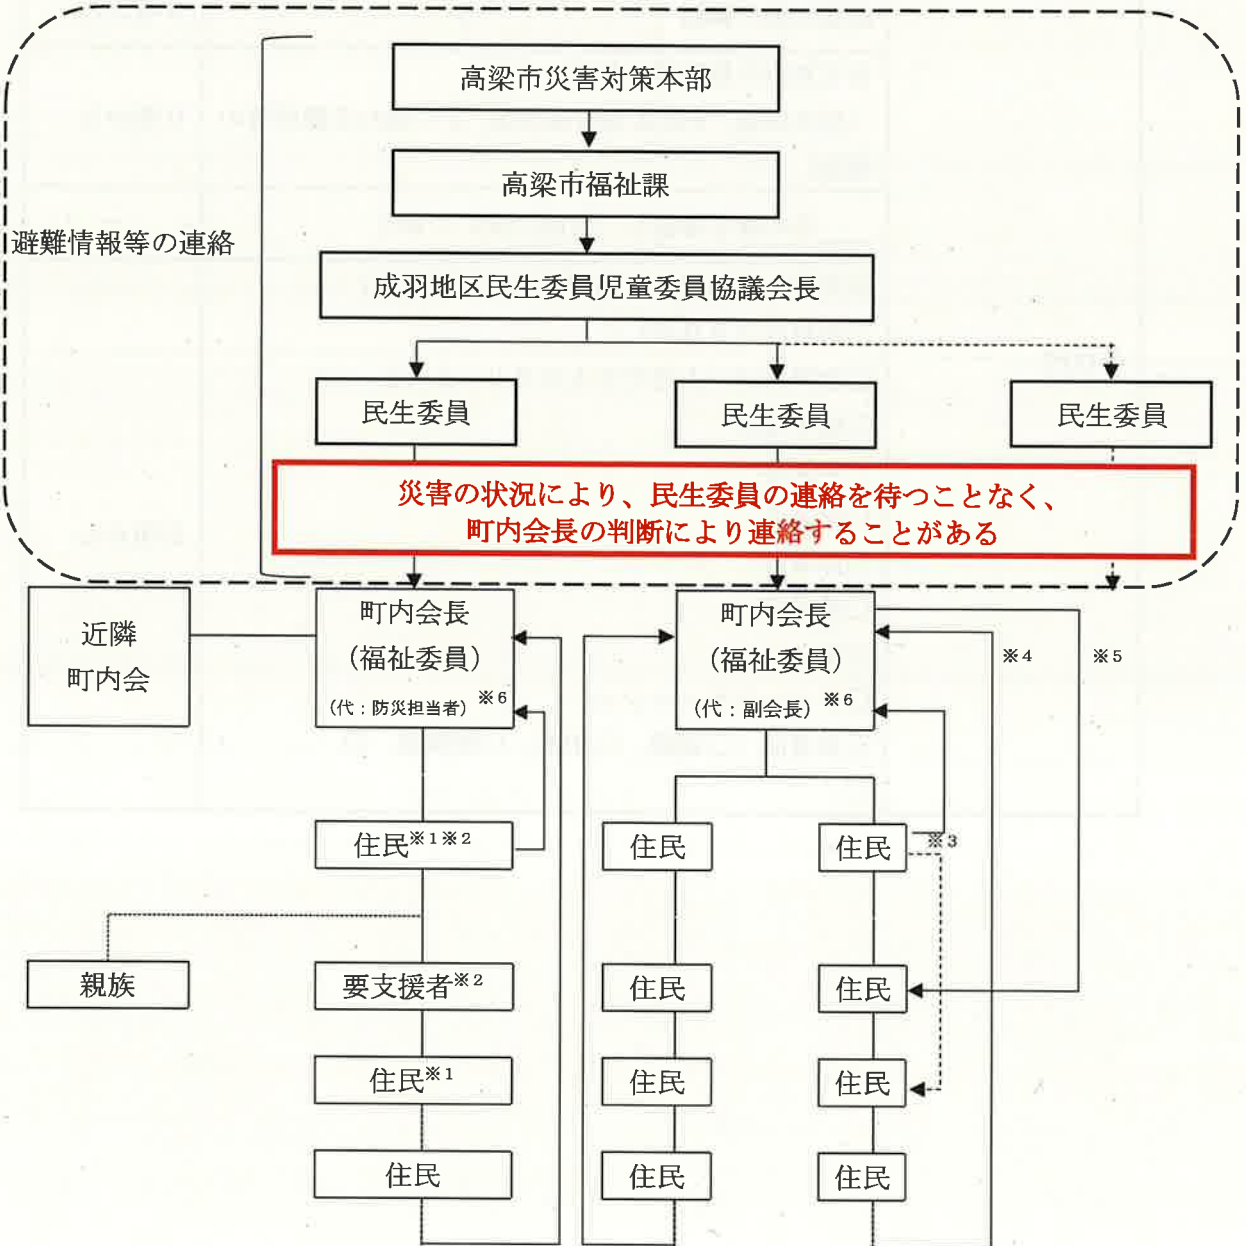 高梁市災害対策本部
高梁市福祉課
避難情報等の連絡
成羽地区民生委員児童委員協議会長
民生委員
民生委員
民生委員
災害の状況により、民生委員の連絡を待つことなく、
町内会長の判断により連絡することがある
近隣
町内会
町内会長
(福祉委員)
(代:防災担当者)※6
町内会長
(福祉委員)
(代:副会長)※6
※4
※5
住民※1※2
住民
住民
※3
親族
要支援者※2
住民
住民
住民※1
住民
住民
住民
住民
住民